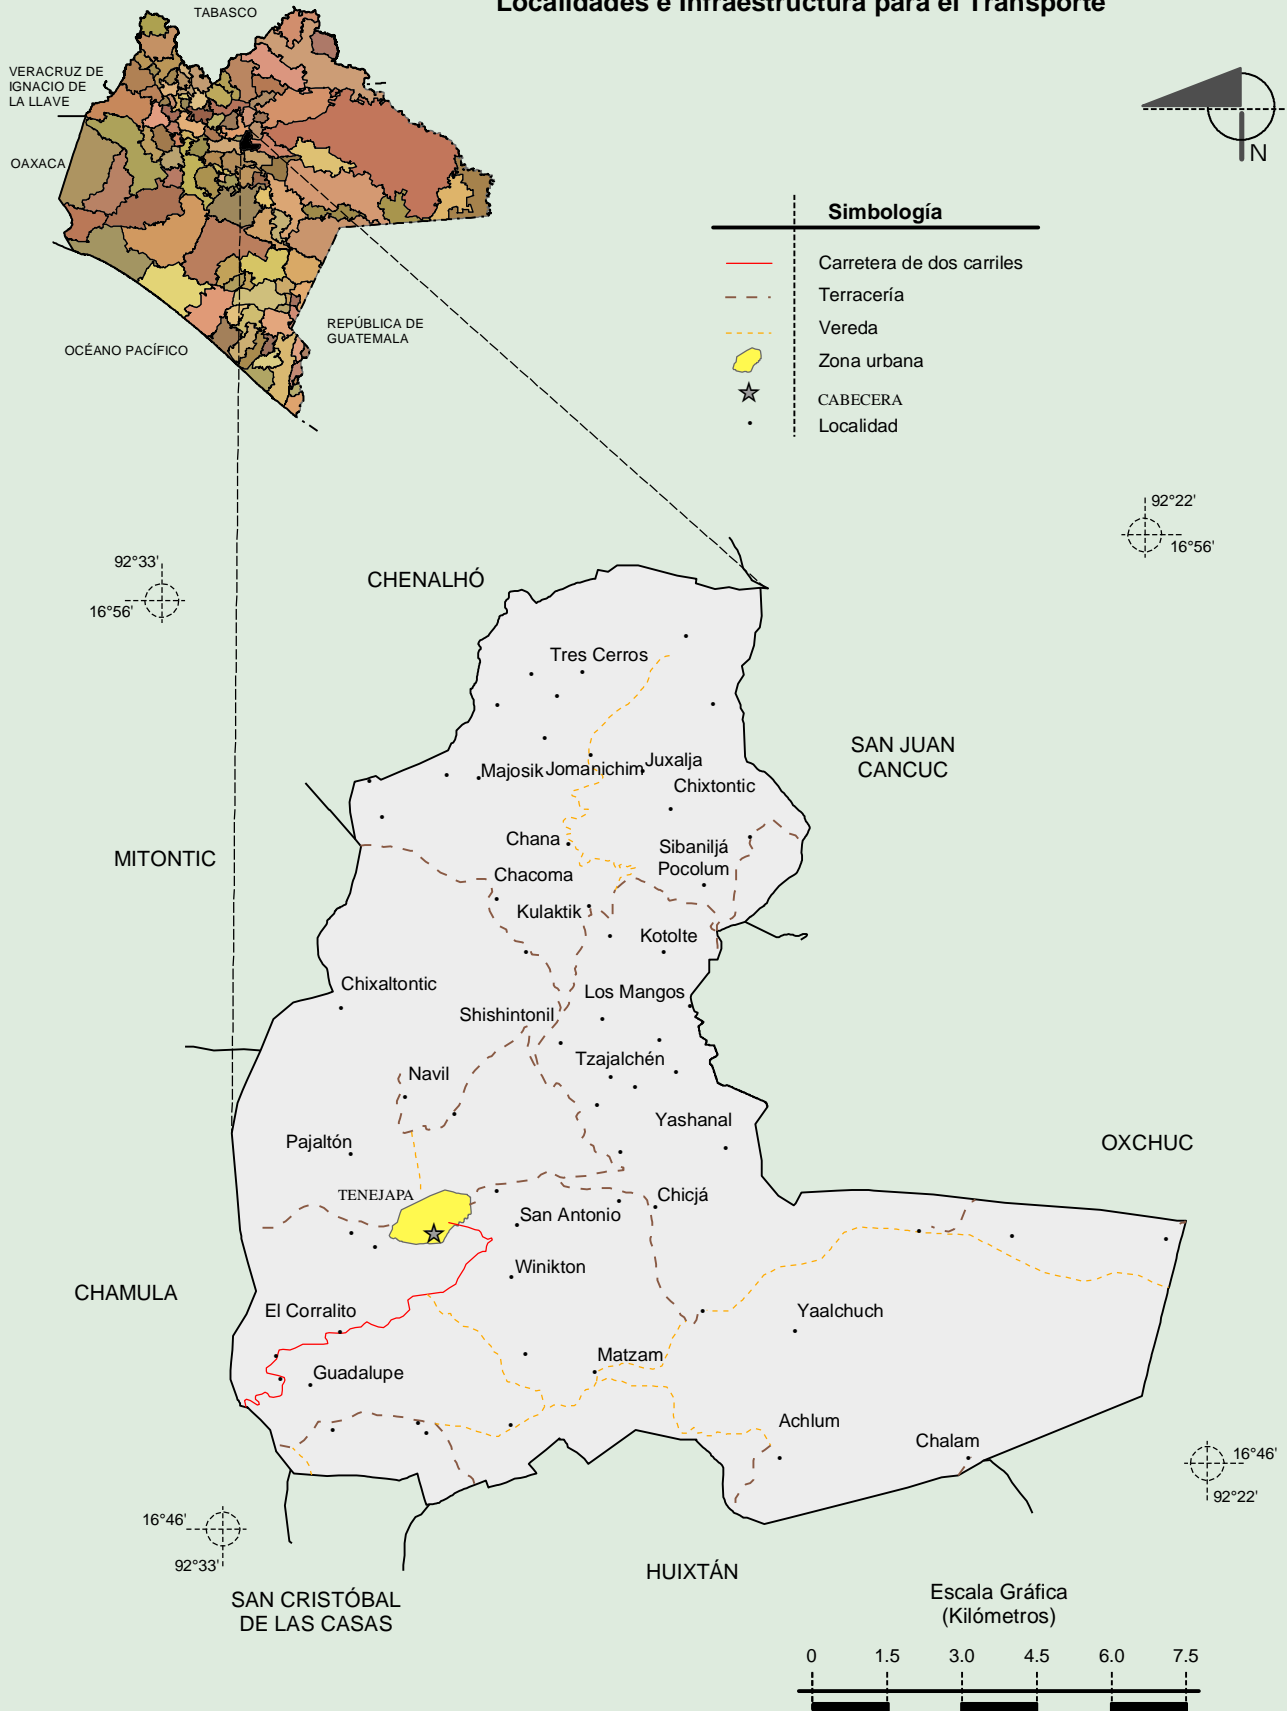 Localidades e Infraestructura para el Transporte
TABASCO
VERACRUZ DE
IGNACIO DE
LA LLAVE
OAXACA
OCÉANO PACÍFICO
REPÚBLICA DE
GUATEMALA
N
Simbología
Carretera de dos carriles
Terracería
Vereda
Zona urbana
CABECERA
Localidad
92°22'
16°56'
92°33'
16°56'
CHENALHÓ
Tres Cerros
SAN JUAN
CANCUC
Majosik
Jomanichim
Juxalja
Chixtontic
MITONTIC
Chana
Sibaniljá
Pocolum
Chacoma
Kulaktik
Kotolte
Chixaltontic
Los Mangos
Shishintonil
Tzajalchén
Navil
Yashanal
Pajaltón
OXCHUC
TENEJAPA
Chicjá
San Antonio
Winikton
CHAMULA
El Corralito
Yaalchuch
Guadalupe
Matzam
Achlum
Chalam
16°46'
92°22'
16°46'
92°33'
SAN CRISTÓBAL
DE LAS CASAS
HUIXTÁN
Escala Gráfica
(Kilómetros)
0 1.5 3.0 4.5 6.0 7.5